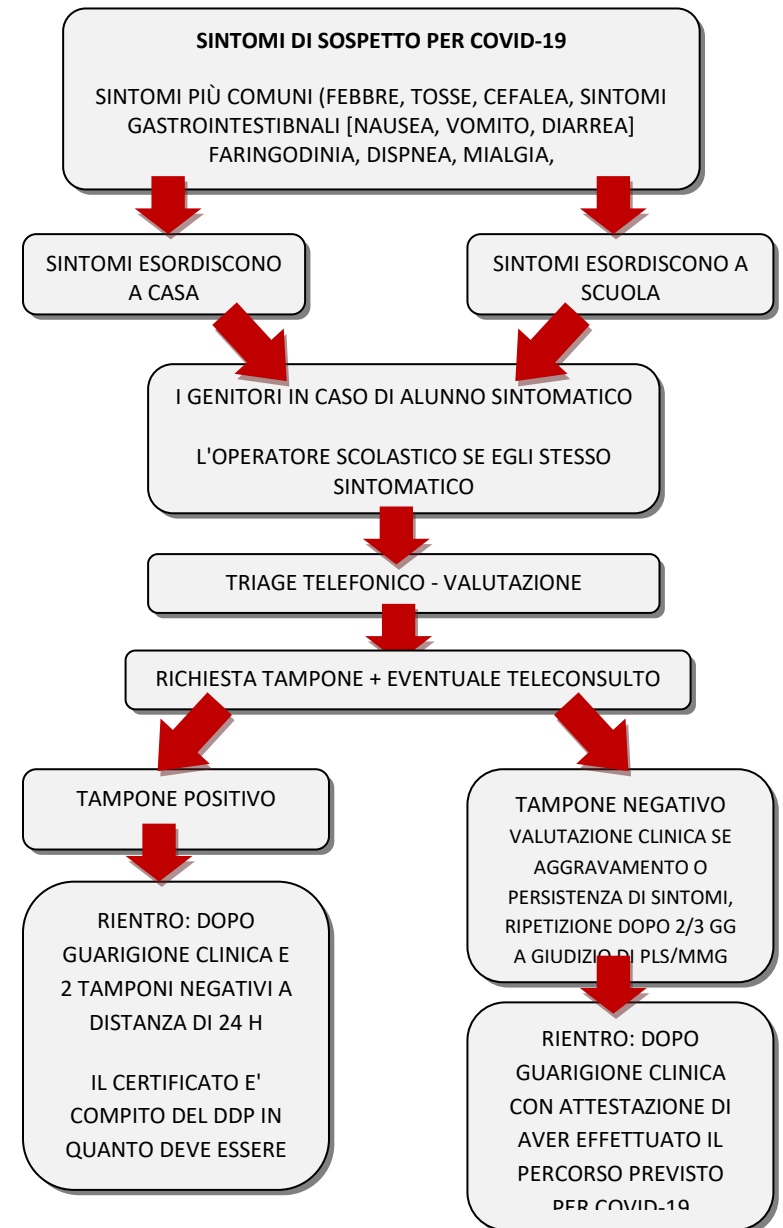 SINTOMI DI SOSPETTO PER COVID-19
SINTOMI PIÙ COMUNI (FEBBRE, TOSSE, CEFALEA, SINTOMI
GASTROINTESTIBNALI [NAUSEA, VOMITO, DIARREA]
FARINGODINIA, DISPNEA, MIALGIA,
SINTOMI ESORDISCONO
A CASA
SINTOMI ESORDISCONO A
SCUOLA
I GENITORI IN CASO DI ALUNNO SINTOMATICO
L'OPERATORE SCOLASTICO SE EGLI STESSO
SINTOMATICO
TRIAGE TELEFONICO - VALUTAZIONE
RICHIESTA TAMPONE + EVENTUALE TELECONSULTO
TAMPONE POSITIVO
RIENTRO: DOPO
GUARIGIONE CLINICA E
2 TAMPONI NEGATIVI A
DISTANZA DI 24 H
IL CERTIFICATO E'
COMPITO DEL DDP IN
QUANTO DEVE ESSERE
TAMPONE NEGATIVO
VALUTAZIONE CLINICA SE
AGGRAVAMENTO O
PERSISTENZA DI SINTOMI,
RIPETIZIONE DOPO 2/3 GG
A GIUDIZIO DI PLS/MMG
RIENTRO: DOPO
GUARIGIONE CLINICA
CON ATTESTAZIONE DI
AVER EFFETTUATO IL
PERCORSO PREVISTO
PER COVID-19